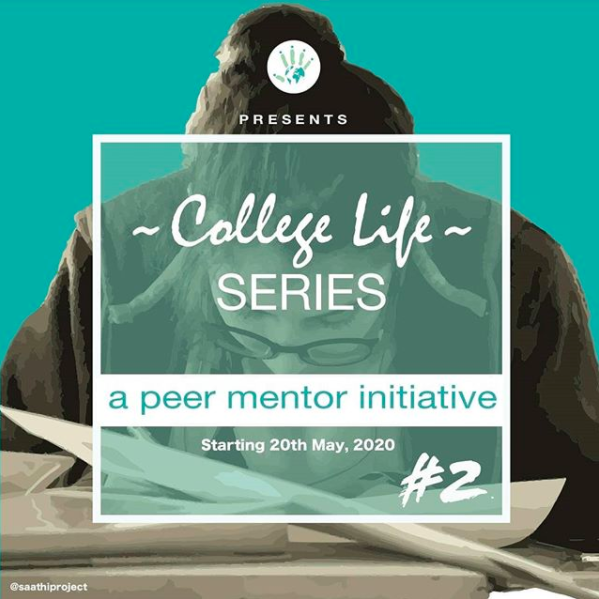 PRESENTS
~College Life~
SERIES
a peer mentor initiative
Starting 20th May, 2020
#2
@saathiproject